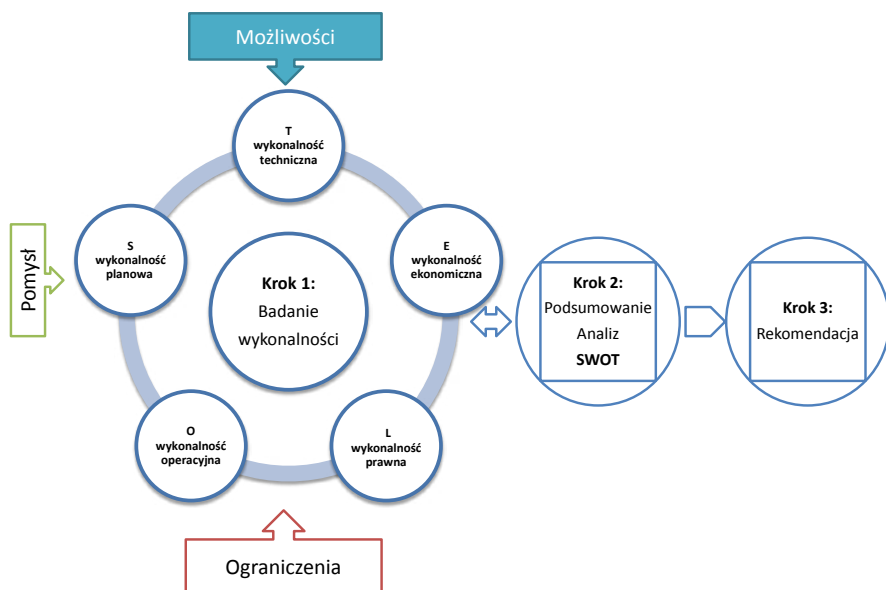 Możliwości
T
wykonalność
techniczna
S
wykonalność
planowa
E
wykonalność
ekonomiczna
Pomysł
Krok 1:
Badanie
wykonalności
Krok 2:
Podsumowanie
Analiz
SWOT
Krok 3:
Rekomendacja
O
wykonalność
operacyjna
L
wykonalność
prawna
Ograniczenia